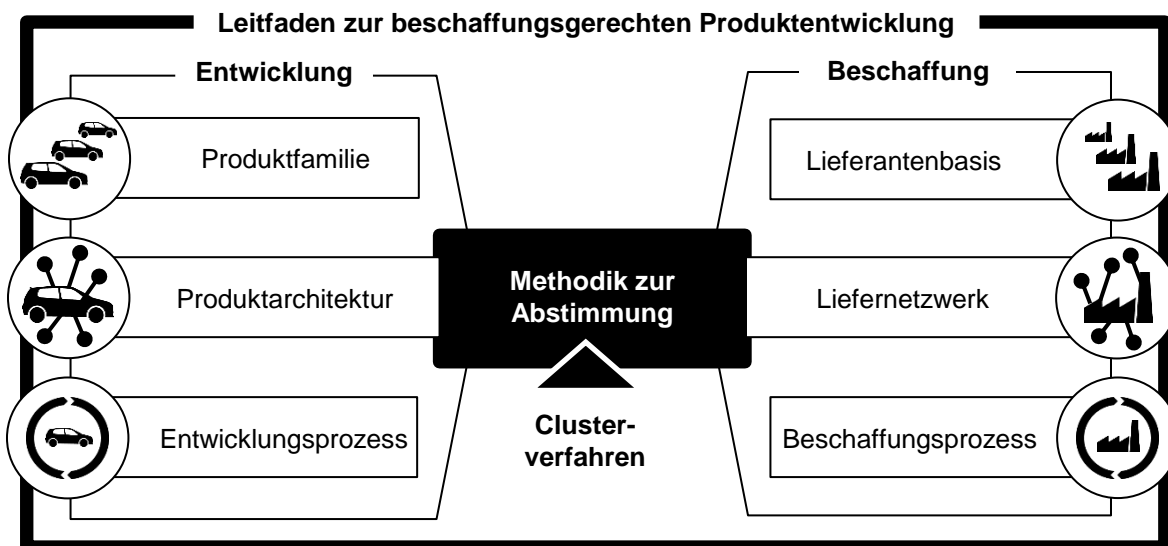 Leitfaden zur beschaffungsgerechten Produktentwicklung
Entwicklung
Produktfamilie
Produktarchitektur
Entwicklungsprozess
Methodik zur
Abstimmung
Cluster-
verfahren
Beschaffung
Lieferantenbasis
Liefernetzwerk
Beschaffungsprozess